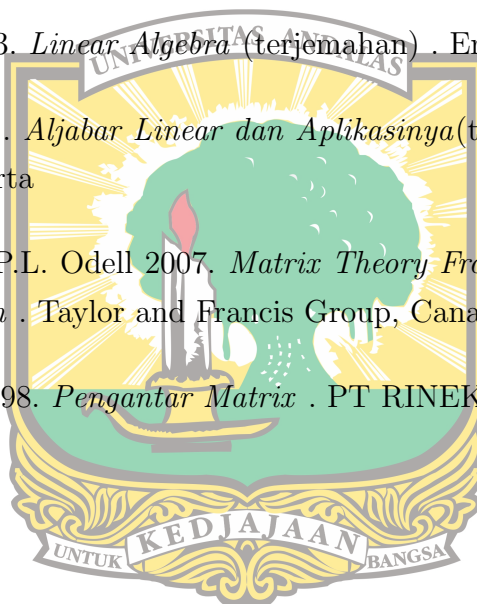 3. Linear Algebra (terjemahan) . En
UNIVERSITAS ANDALAS
. Aljabar Linear dan Aplikasinya(t
rta
P.L. Odell 2007. Matrix Theory Fro
n . Taylor and Francis Group, Cana
98. Pengantar Matrix . PT RINEK
UNTUK KEDJAJAAN BANGSA